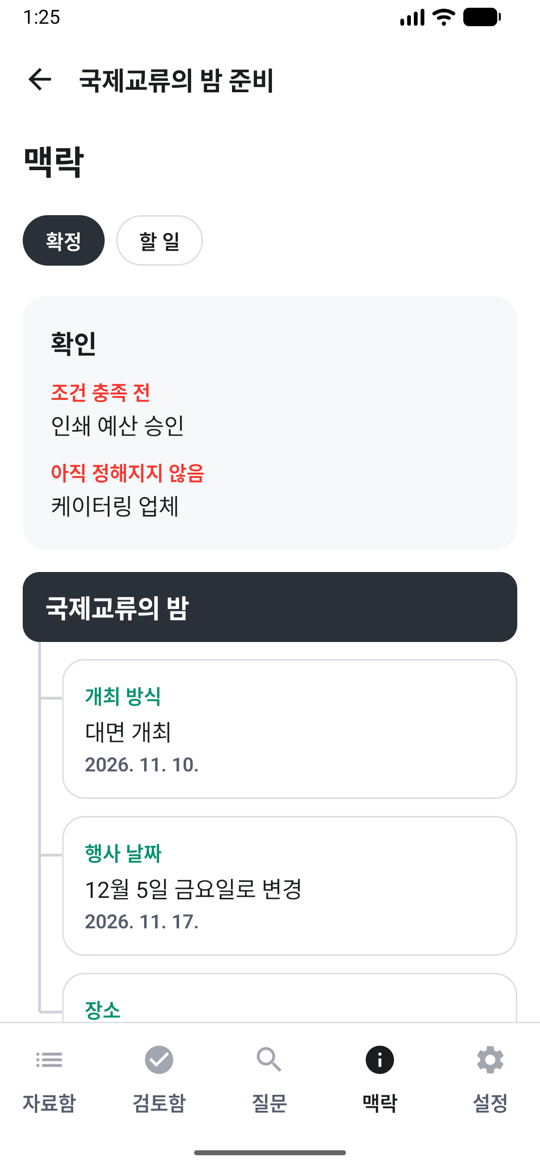 1:25
국제교류의 밤 준비
맥락
확정
할 일
확인
조건 충족 전
인쇄 예산 승인
아직 정해지지 않음
케이터링 업체
국제교류의 밤
개최 방식
대면 개최
2026. 11. 10.
행사 날짜
12월 5일 금요일로 변경
2026. 11. 17.
장소
자료함
검토함
질문
맥락
설정